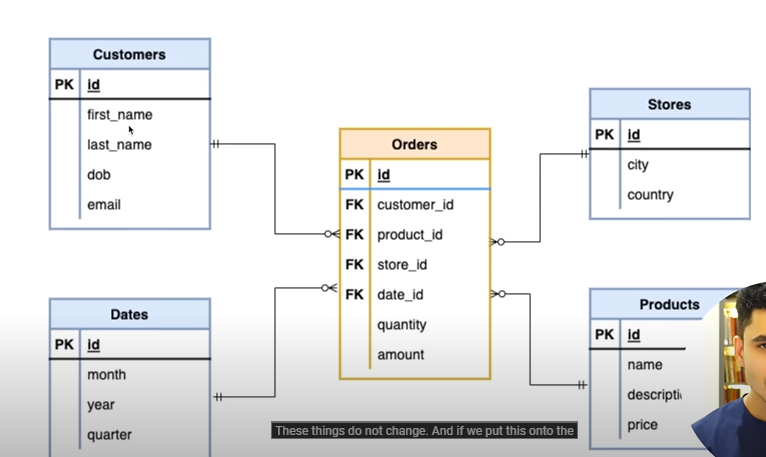 Customers
PK id
first_name
last_name
dob
email
Orders
PK id
FK customer_id
FK product_id
FK store_id
FK date_id
quantity
amount
Stores
PK id
city
country
Dates
PK id
month
year
quarter
Products
PK id
name
price
These things do not change. And if we put this onto the